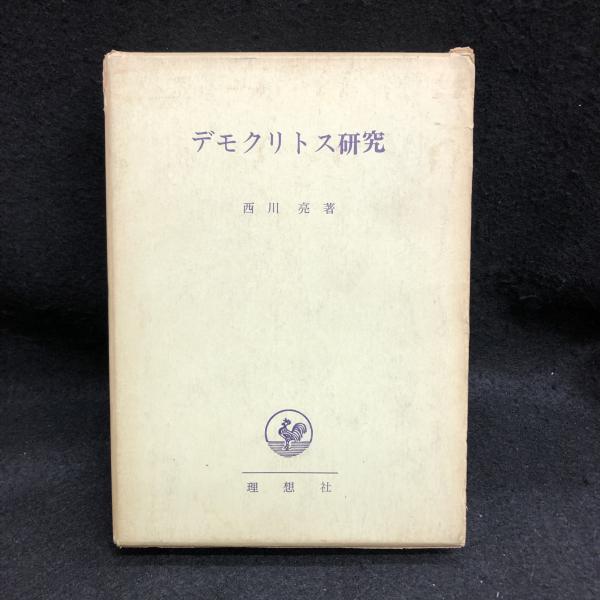 デモクリトス研究
西川亮著
理想社